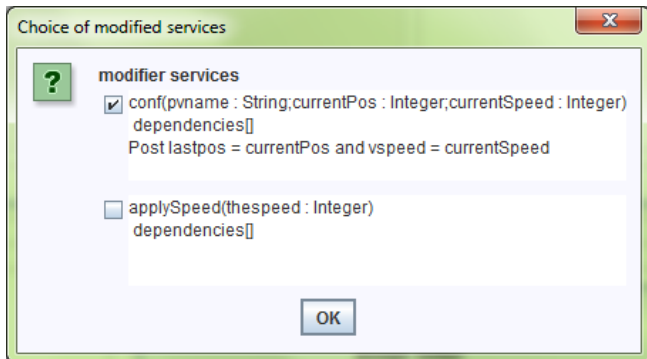 Choice of modified services
modifier services
conf(pvname : String;currentPos : Integer;currentSpeed : Integer)
dependencies[]
Post lastpos = currentPos and vspeed = currentSpeed
applySpeed(thespeed : Integer)
dependencies[]
OK